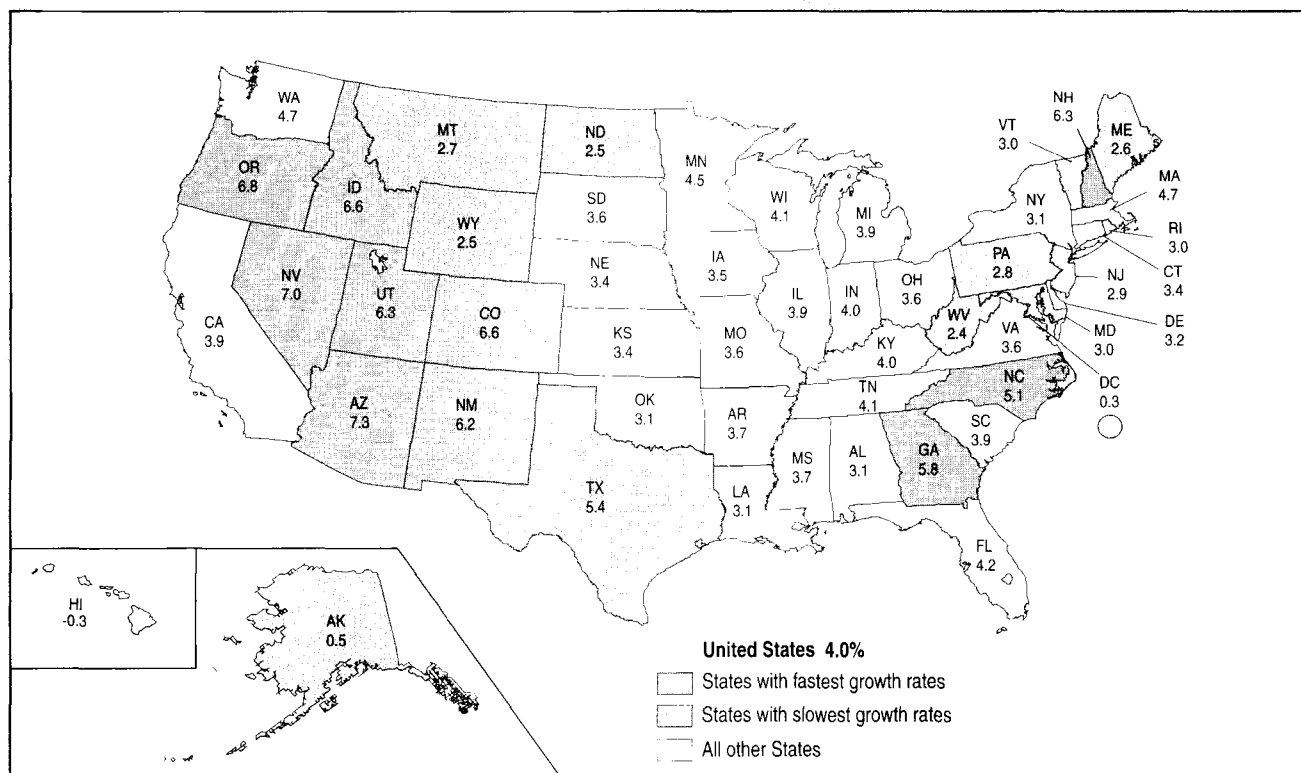 WA
4.7
MT
2.7
ND
2.5
MN
4.5
VT
3.0
NH
6.3
ME
2.6
OR
6.8
ID
6.6
WY
2.5
SD
3.6
WI
4.1
MI
3.9
NY
3.1
MA
4.7
RI
3.0
CT
3.4
NV
7.0
UT
6.3
CO
6.6
NE
3.4
IA
3.5
IL
3.9
IN
4.0
OH
3.6
PA
2.8
NJ
2.9
DE
3.2
CA
3.9
KS
3.4
MO
3.6
KY
4.0
WV
2.4
VA
3.6
MD
3.0
DC
0.3
AZ
7.3
NM
6.2
OK
3.1
AR
3.7
TN
4.1
NC
5.1
SC
3.9
TX
5.4
LA
3.1
MS
3.7
AL
3.1
GA
5.8
FL
4.2
HI
-0.3
AK
0.5
United States 4.0%
States with fastest growth rates
States with slowest growth rates
All other States